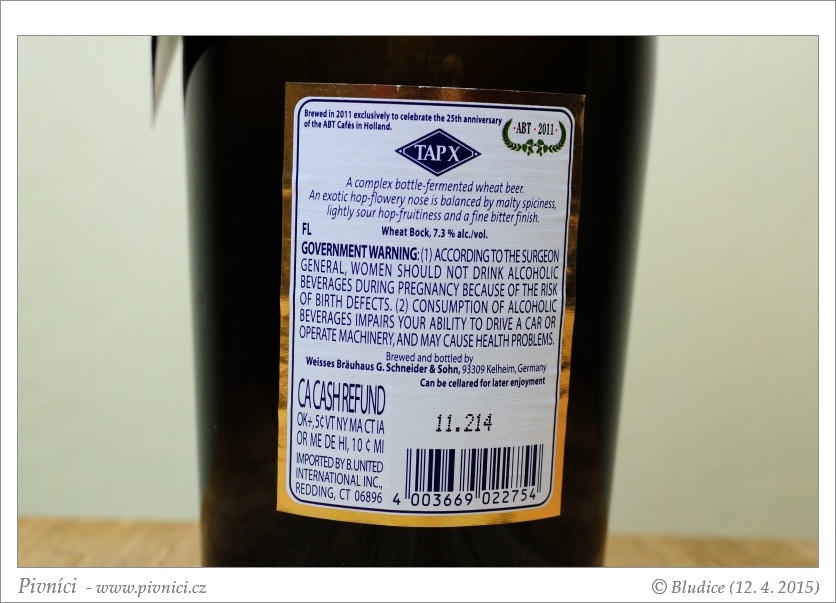 Brewed in 2011 exclusively to celebrate the 25th anniversary
of the ABT Cafés in Holland.
·ABT·2011·
TAP X
A complex bottle-fermented wheat beer.
An exotic hop-flowery nose is balanced by malty spiciness,
lightly sour hop-fruitiness and a fine bitter finish.
FL
Wheat Bock, 7.3 % alc./vol.
GOVERNMENT WARNING: (1) ACCORDING TO THE SURGEON
GENERAL, WOMEN SHOULD NOT DRINK ALCOHOLIC
BEVERAGES DURING PREGNANCY BECAUSE OF THE RISK
OF BIRTH DEFECTS. (2) CONSUMPTION OF ALCOHOLIC
BEVERAGES IMPAIRS YOUR ABILITY TO DRIVE A CAR OR
OPERATE MACHINERY, AND MAY CAUSE HEALTH PROBLEMS.
Brewed and bottled by
Weisses Bräuhaus G. Schneider & Sohn, 93309 Kelheim, Germany
Can be cellared for later enjoyment
CA CASH REFUND
OK+, 5¢ VT NY MA CT IA
OR ME DE HI, 10 ¢ MI
IMPORTED BY B. UNITED
INTERNATIONAL INC.,
REDDING, CT 06896
11.214
4 003669 022754
Pivníci - www.pivnici.cz
© Bludice (12. 4. 2015)